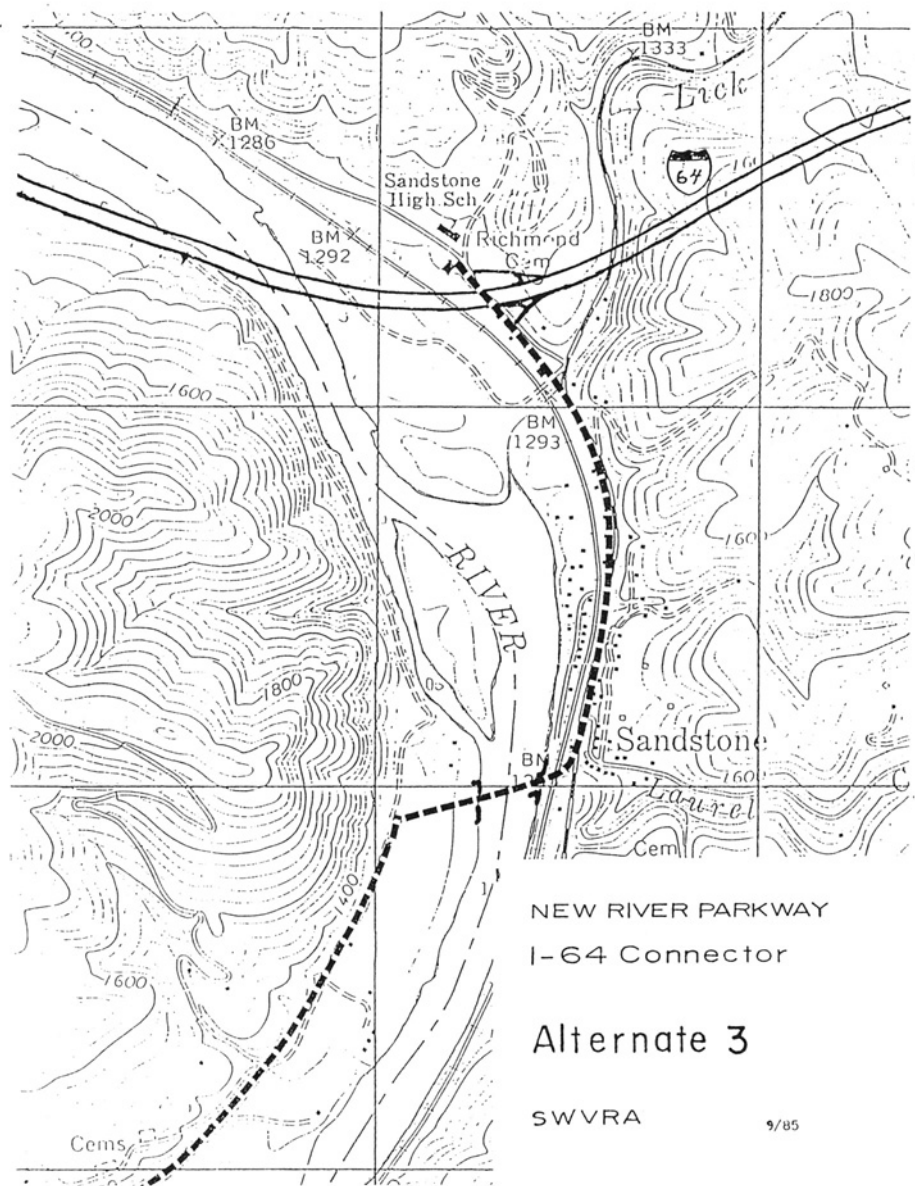 BM
1333
Lick
BM
1286
64
Sandstone
High Sch
Richmond
Cem
BM
1292
1800
1600
BM
1293
2000
1600
RIVER
1800
2000
Sandstone
BM
1600
Laurel
Cem
400
1600
Cems
NEW RIVER PARKWAY
I-64 Connector
Alternate 3
SWVRA
9/85